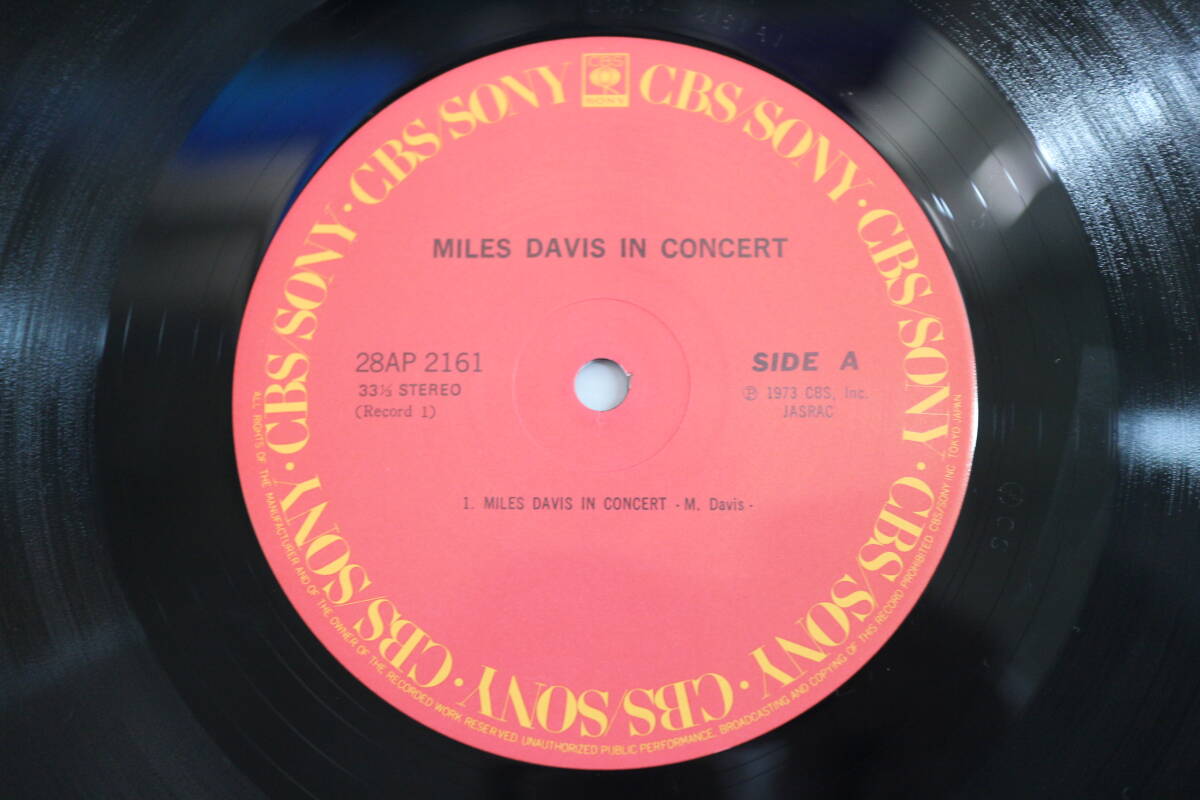 CBS
SONY
CBS/SONY · CBS/SONY · CBS/SONY · CBS/SONY · CBS/SONY · CBS/SONY · CBS/SONY · CBS/SONY · CBS/SONY · CBS/SONY
MILES DAVIS IN CONCERT
28AP 2161
33⅓ STEREO
(Record 1)
SIDE A
℗ 1973 CBS, Inc.
JASRAC
1. MILES DAVIS IN CONCERT - M. Davis -
ALL RIGHTS OF THE MANUFACTURER AND OF THE OWNER OF THE RECORDED WORK RESERVED UNAUTHORIZED PUBLIC PERFORMANCE, BROADCASTING AND COPYING OF THIS RECORD PROHIBITED CBS/SONY INC. TOKYO JAPAN